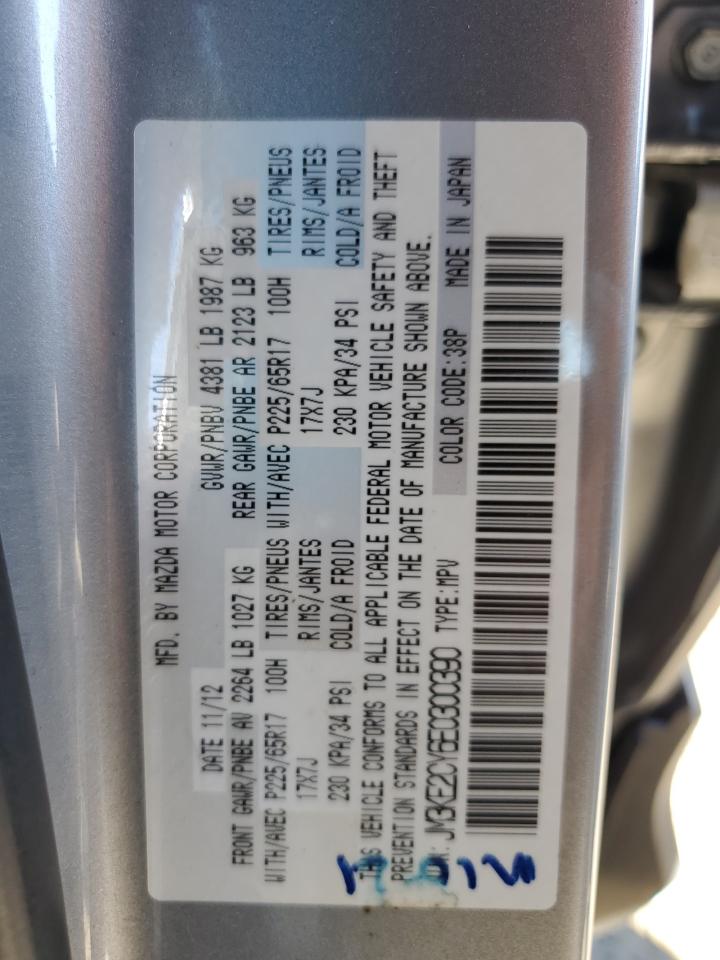 MFD. BY MAZDA MOTOR CORPORATION
DATE 11/12 GVWR/PNBV 4381 LB 1987 KG
FRONT GAWR/PNBE AV 2264 LB 1027 KG REAR GAWR/PNBE AR 2123 LB 963 KG
WITH/AVEC P225/65R17 100H TIRES/PNEUS WITH/AVEC P225/65R17 100H TIRES/PNEUS
17X7J RIMS/JANTES 17X7J RIMS/JANTES
230 KPA/34 PSI COLD/A FROID 230 KPA/34 PSI COLD/A FROID
THIS VEHICLE CONFORMS TO ALL APPLICABLE FEDERAL MOTOR VEHICLE SAFETY AND THEFT
PREVENTION STANDARDS IN EFFECT ON THE DATE OF MANUFACTURE SHOWN ABOVE.
COLOR CODE:38P MADE IN JAPAN
JM3KE2CY6E0300390 TYPE:MPV